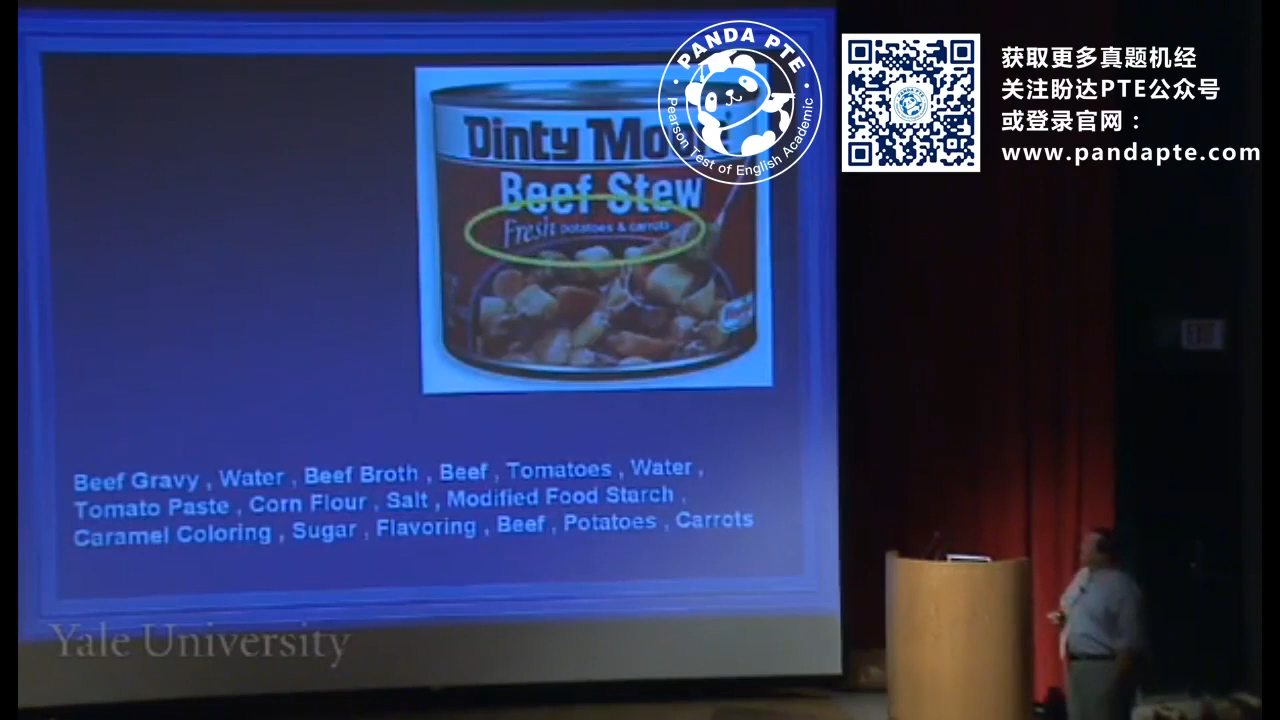 PANDA PTE
Pearson Test of English Academic
获取更多真题机经
关注盼达PTE公众号
或登录官网：
www.pandapte.com
Dinty Moo
Beef Stew
Fresh potatoes & carrots
Beef Gravy , Water , Beef Broth , Beef , Tomatoes , Water ,
Tomato Paste , Corn Flour , Salt , Modified Food Starch ,
Caramel Coloring , Sugar , Flavoring , Beef , Potatoes , Carrots
Yale University